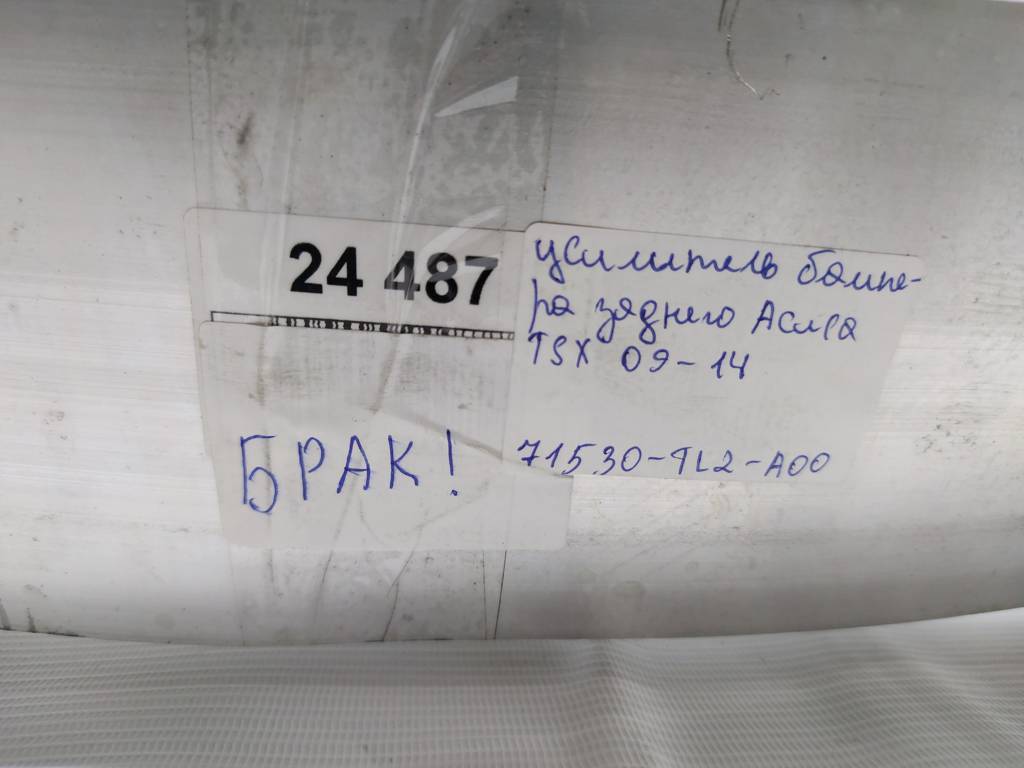 24 487
усилитель бампе-
ра заднего Acura
TSX 09-14
71530-TL2-A00
БРАК!